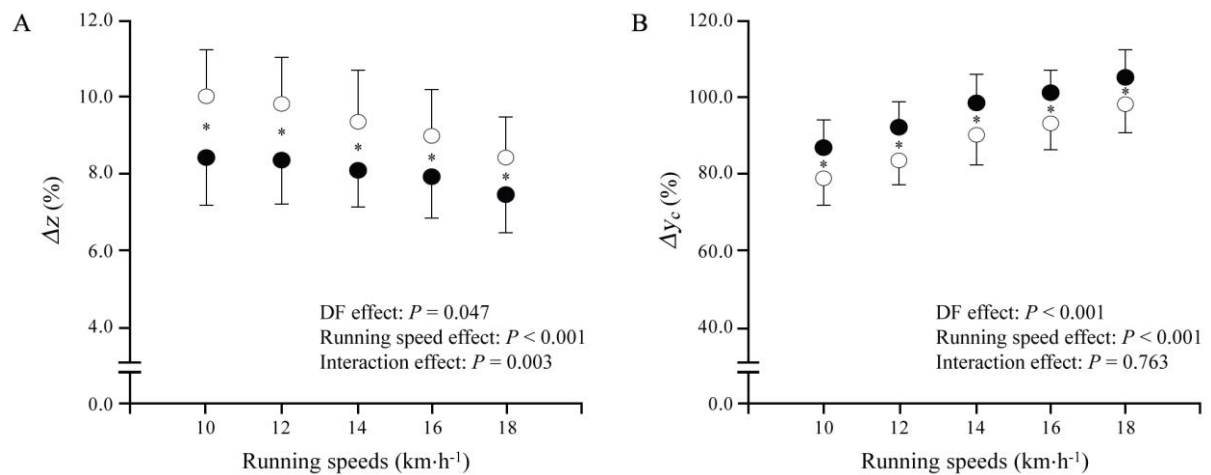 A
12.0
10.0
8.0
6.0
4.0
0.0
Δz (%)
*
*
*
*
*
DF effect: P = 0.047
Running speed effect: P < 0.001
Interaction effect: P = 0.003
10 12 14 16 18
Running speeds (km·h⁻¹)
B
120.0
100.0
80.0
60.0
40.0
0.0
Δy_c (%)
*
*
*
*
*
DF effect: P < 0.001
Running speed effect: P < 0.001
Interaction effect: P = 0.763
10 12 14 16 18
Running speeds (km·h⁻¹)